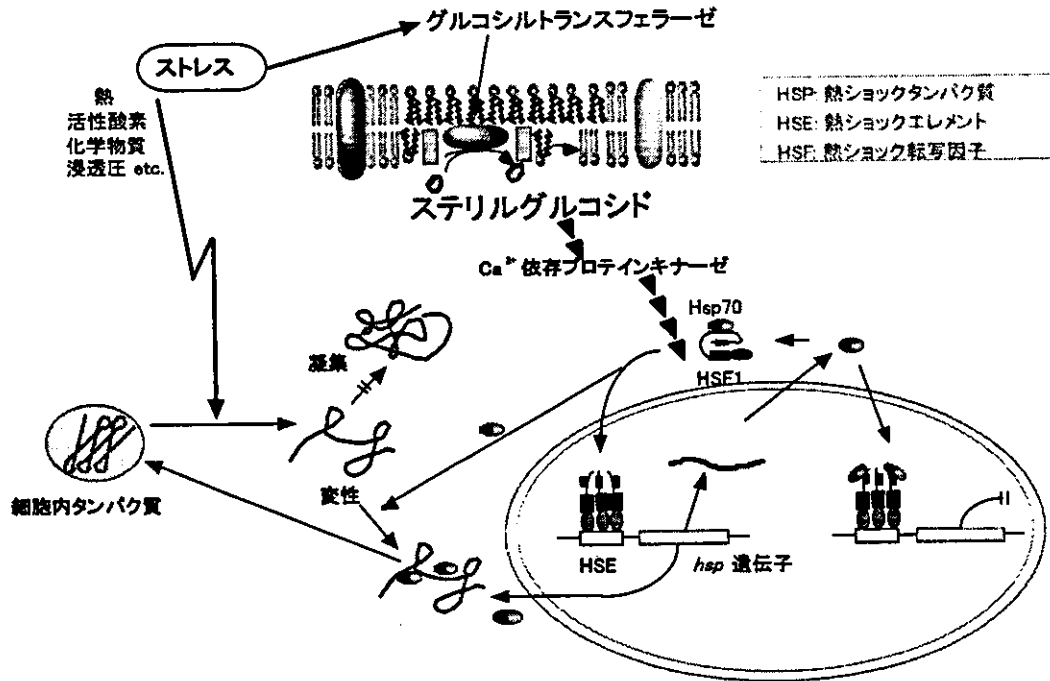 グルコシルトランスフェラーゼ
ストレス
熱
活性酸素
化学物質
浸透圧 etc.
HSP: 熱ショックタンパク質
HSE: 熱ショックエレメント
HSF: 熱ショック転写因子
ステリルグルコシド
Ca²⁺ 依存プロテインキナーゼ
Hsp70
HSF1
凝集
変性
細胞内タンパク質
HSE
hsp 遺伝子